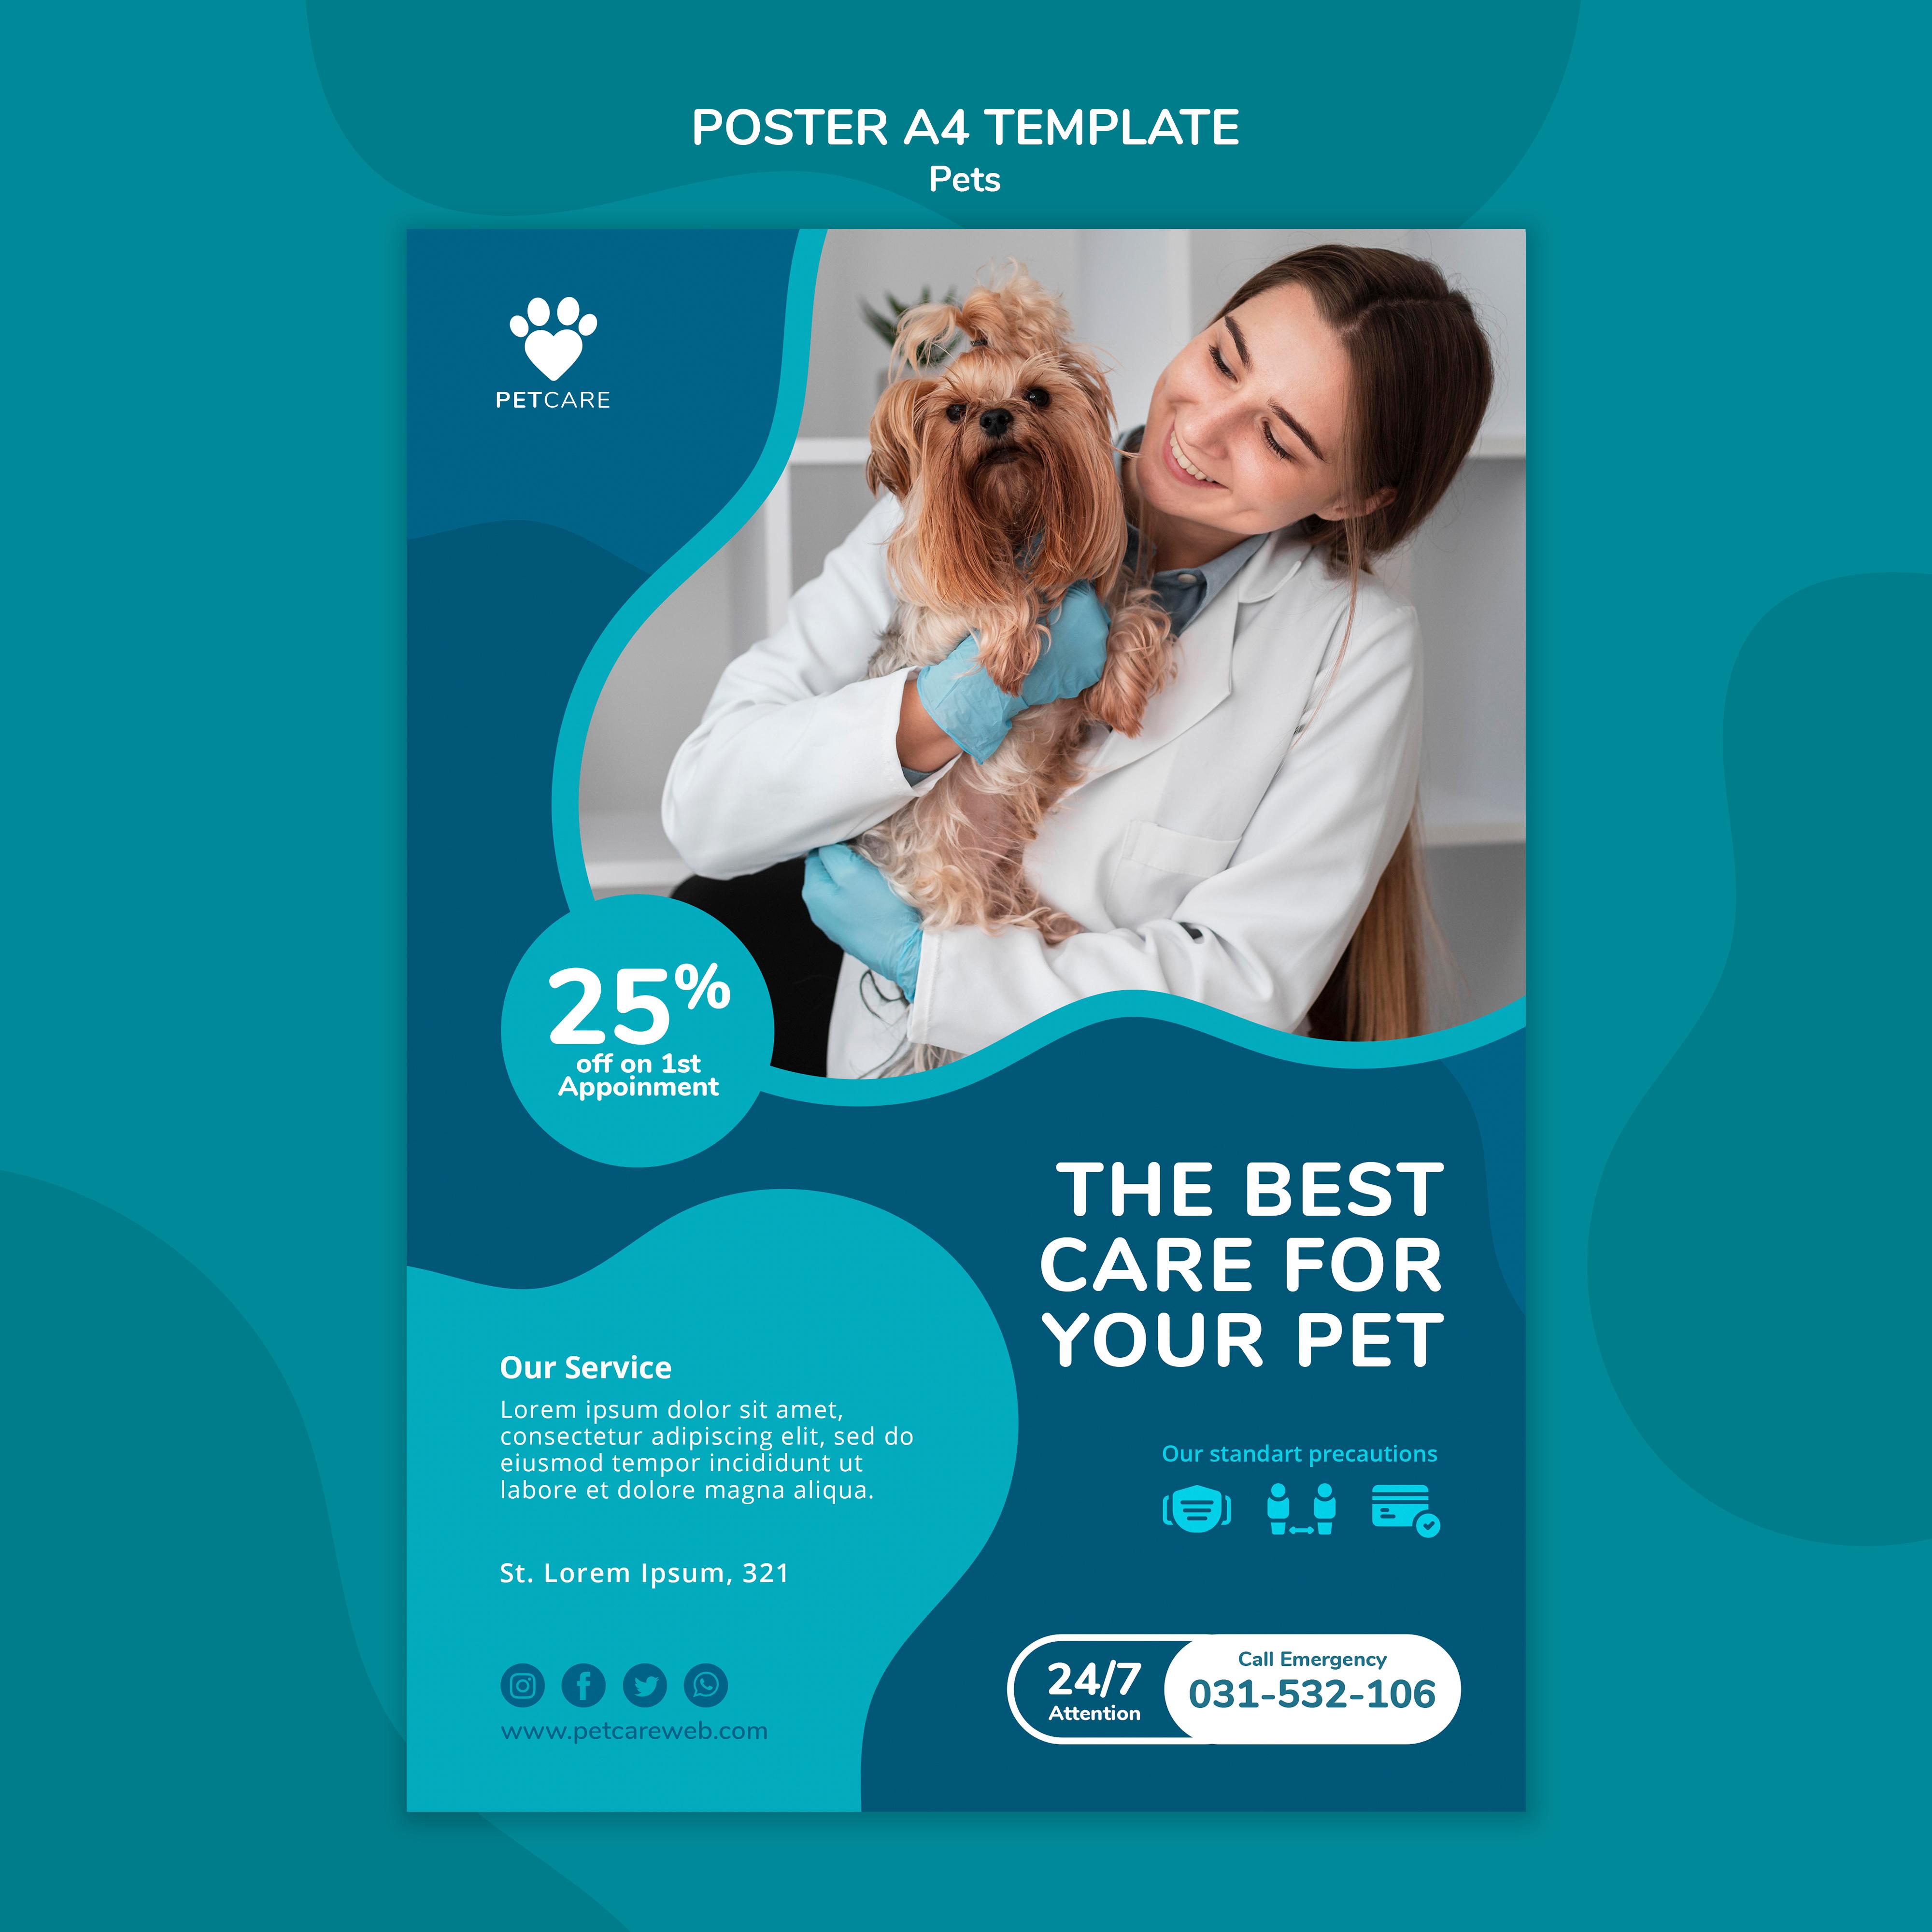 POSTER A4 TEMPLATE
Pets
PETCARE
25%
off on 1st
Appoinment
THE BEST
CARE FOR
YOUR PET
Our Service
Lorem ipsum dolor sit amet,
consectetur adipiscing elit, sed do
eiusmod tempor incididunt ut
labore et dolore magna aliqua.
St. Lorem Ipsum, 321
www.petcareweb.com
Our standart precautions
24/7
Attention
Call Emergency
031-532-106